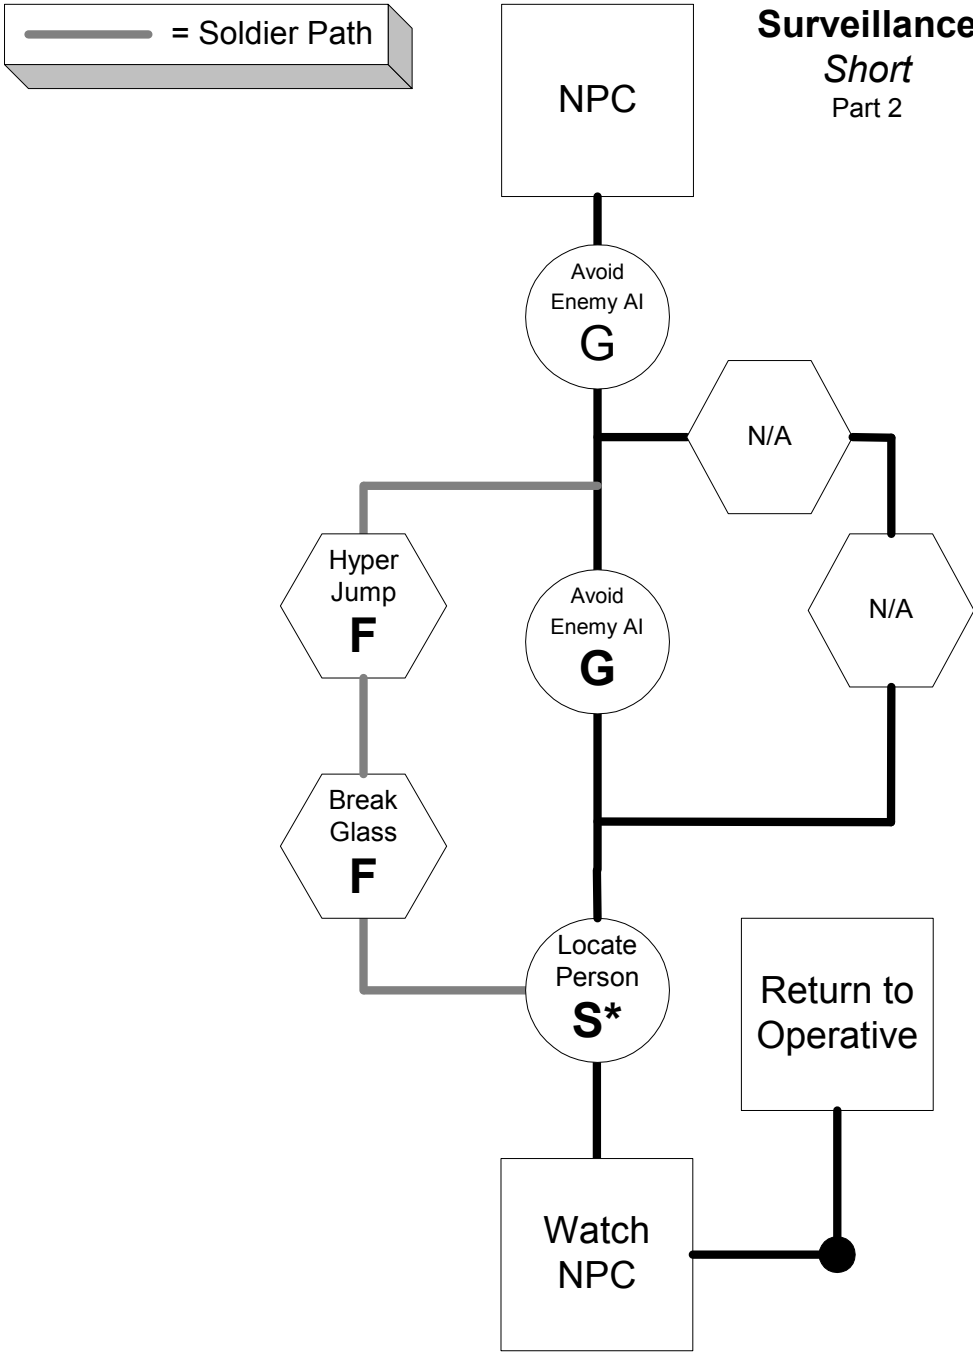 = Soldier Path
Surveillance
Short
Part 2
NPC
Avoid
Enemy AI
G
N/A
Hyper
Jump
F
Avoid
Enemy AI
G
N/A
Break
Glass
F
Locate
Person
S*
Return to
Operative
Watch
NPC